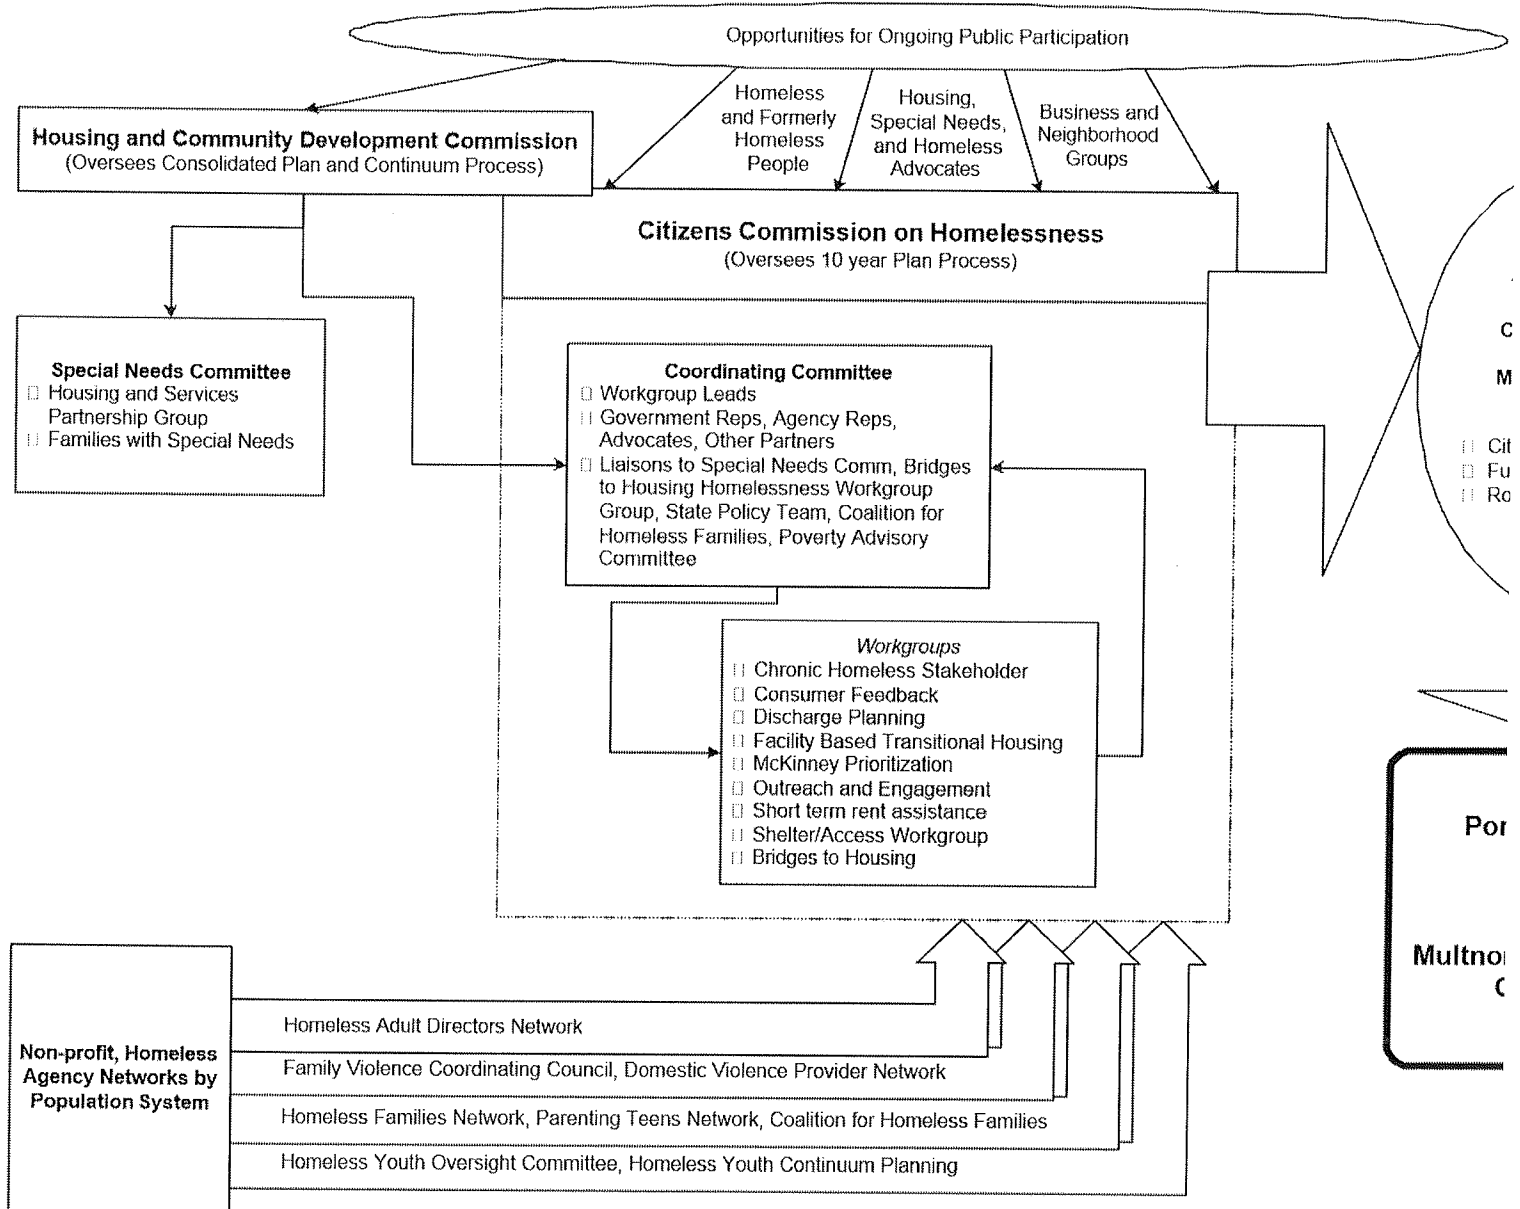 Opportunities for Ongoing Public Participation
Homeless
and Formerly
Homeless
People
Housing,
Special Needs,
and Homeless
Advocates
Business and
Neighborhood
Groups
Housing and Community Development Commission
(Oversees Consolidated Plan and Continuum Process)
Citizens Commission on Homelessness
(Oversees 10 year Plan Process)
Special Needs Committee
Housing and Services
Partnership Group
Families with Special Needs
Coordinating Committee
Workgroup Leads
Government Reps, Agency Reps,
Advocates, Other Partners
Liaisons to Special Needs Comm, Bridges
to Housing Homelessness Workgroup
Group, State Policy Team, Coalition for
Homeless Families, Poverty Advisory
Committee
Workgroups
Chronic Homeless Stakeholder
Consumer Feedback
Discharge Planning
Facility Based Transitional Housing
McKinney Prioritization
Outreach and Engagement
Short term rent assistance
Shelter/Access Workgroup
Bridges to Housing
C
M
Cit
Fu
Ro
Por
Multnor
C
Non-profit, Homeless
Agency Networks by
Population System
Homeless Adult Directors Network
Family Violence Coordinating Council, Domestic Violence Provider Network
Homeless Families Network, Parenting Teens Network, Coalition for Homeless Families
Homeless Youth Oversight Committee, Homeless Youth Continuum Planning